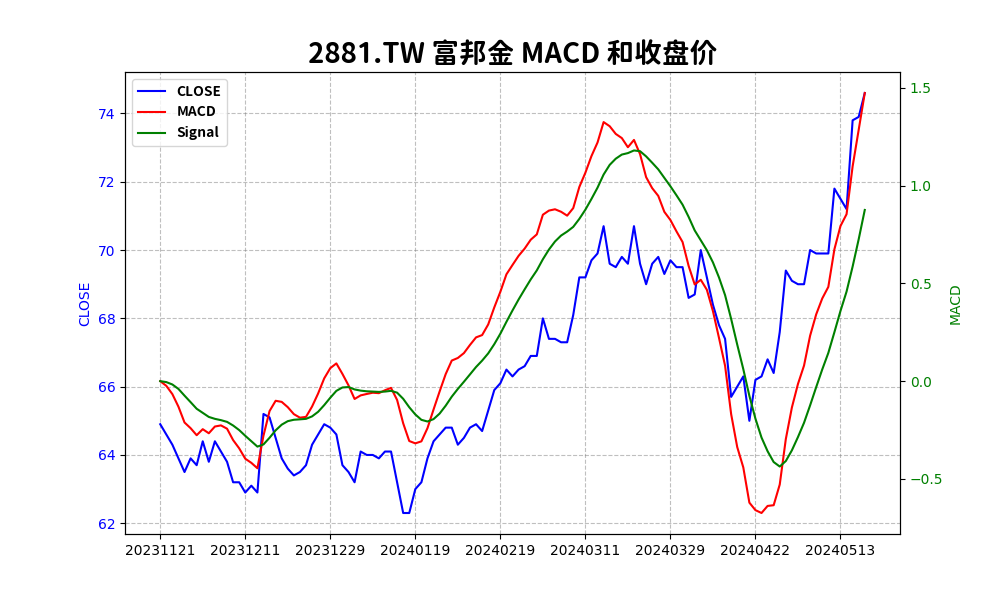 2881.TW 富邦金 MACD 和收盘价
CLOSE
MACD
Signal
74
72
70
68
66
64
62
CLOSE
1.5
1.0
0.5
0.0
−0.5
MACD
20231121 20231211 20231229 20240119 20240219 20240311 20240329 20240422 20240513